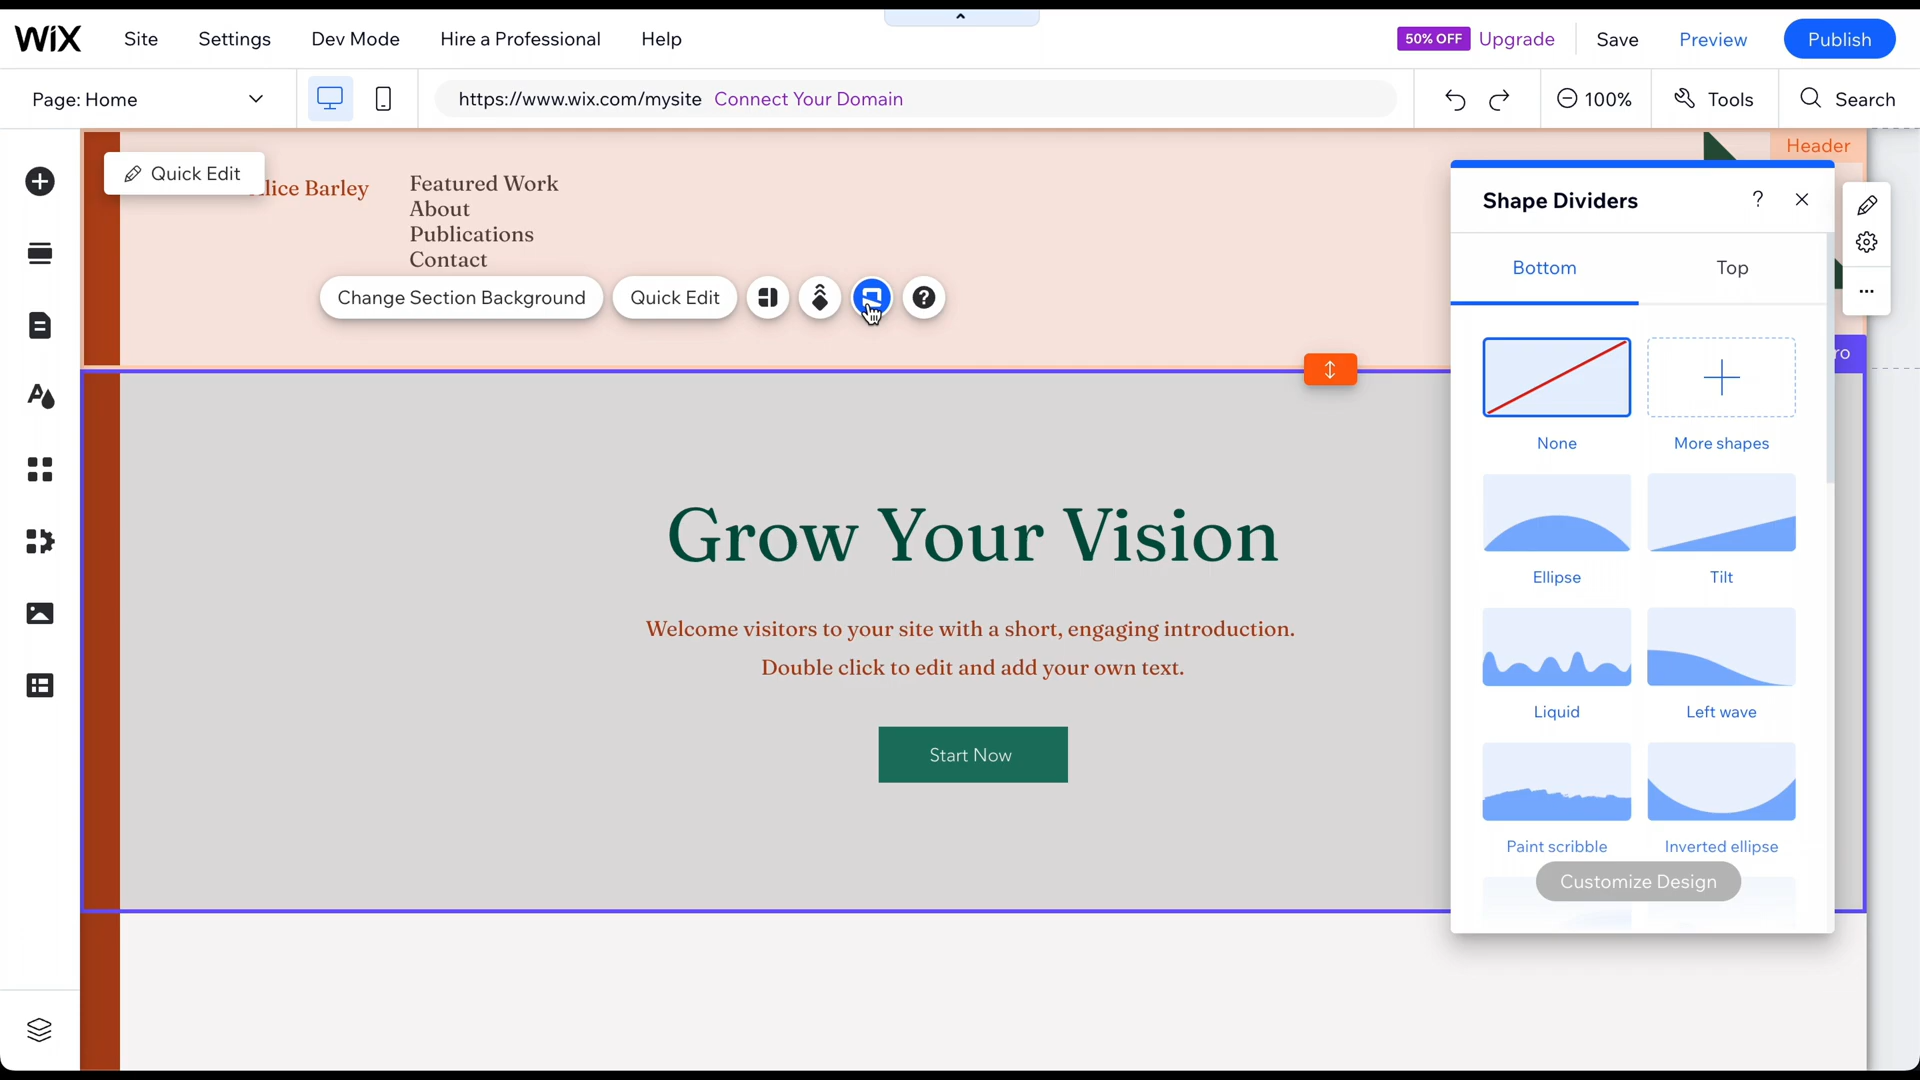 WiX Site Settings Dev Mode Hire a Professional Help 50% OFF Upgrade Save Preview Publish
Page: Home https://www.wix.com/mysite Connect Your Domain 100% Tools Search
Header
Quick Edit
lice Barley
Featured Work
About
Publications
Contact
Change Section Background Quick Edit ?
ro
Grow Your Vision
Welcome visitors to your site with a short, engaging introduction.
Double click to edit and add your own text.
Start Now
Shape Dividers ?
Bottom Top
None More shapes
Ellipse Tilt
Liquid Left wave
Paint scribble Inverted ellipse
Customize Design